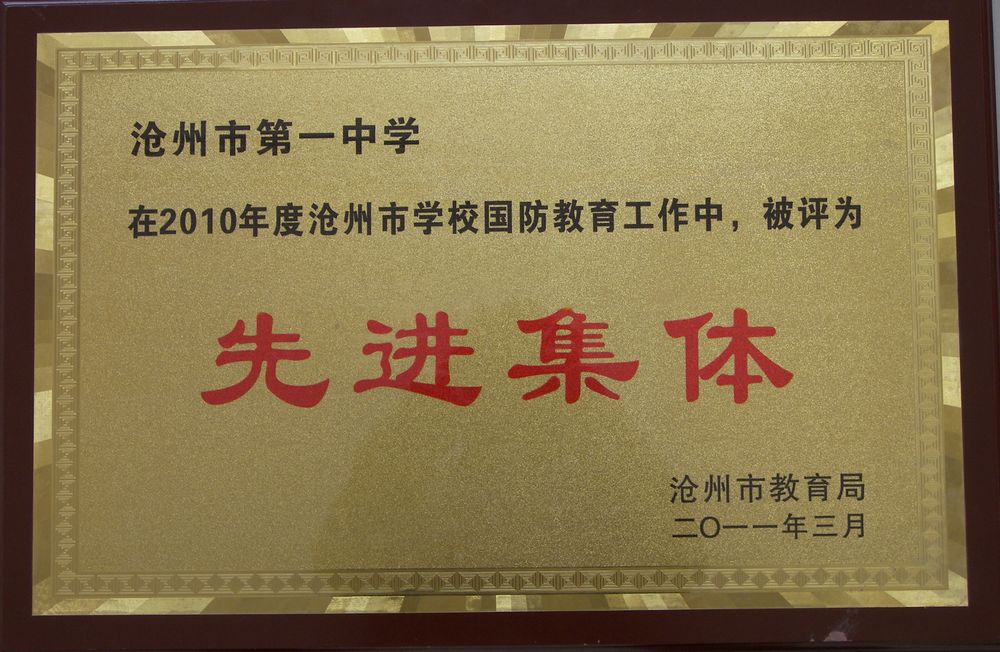 沧州市第一中学
在2010年度沧州市学校国防教育工作中，被评为
先进集体
沧州市教育局
二〇一一年三月